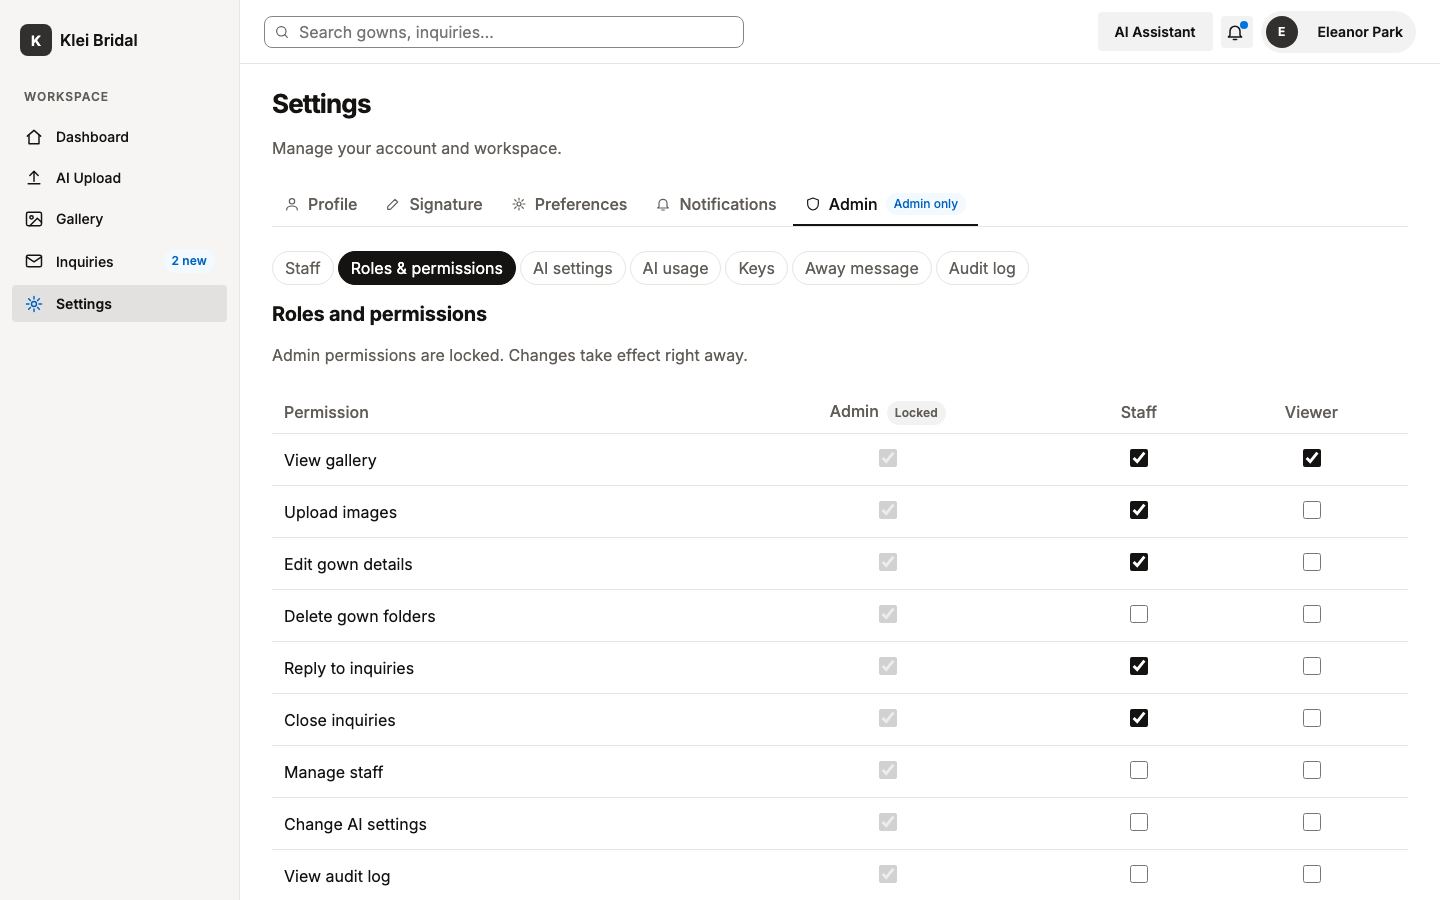 K
Klei Bridal
Search gowns, inquiries...
AI Assistant
E
Eleanor Park
WORKSPACE
Dashboard
AI Upload
Gallery
Inquiries 2 new
Settings
Settings
Manage your account and workspace.
Profile Signature Preferences Notifications Admin Admin only
Staff Roles & permissions AI settings AI usage Keys Away message Audit log
Roles and permissions
Admin permissions are locked. Changes take effect right away.
Permission Admin Locked Staff Viewer
View gallery
Upload images
Edit gown details
Delete gown folders
Reply to inquiries
Close inquiries
Manage staff
Change AI settings
View audit log